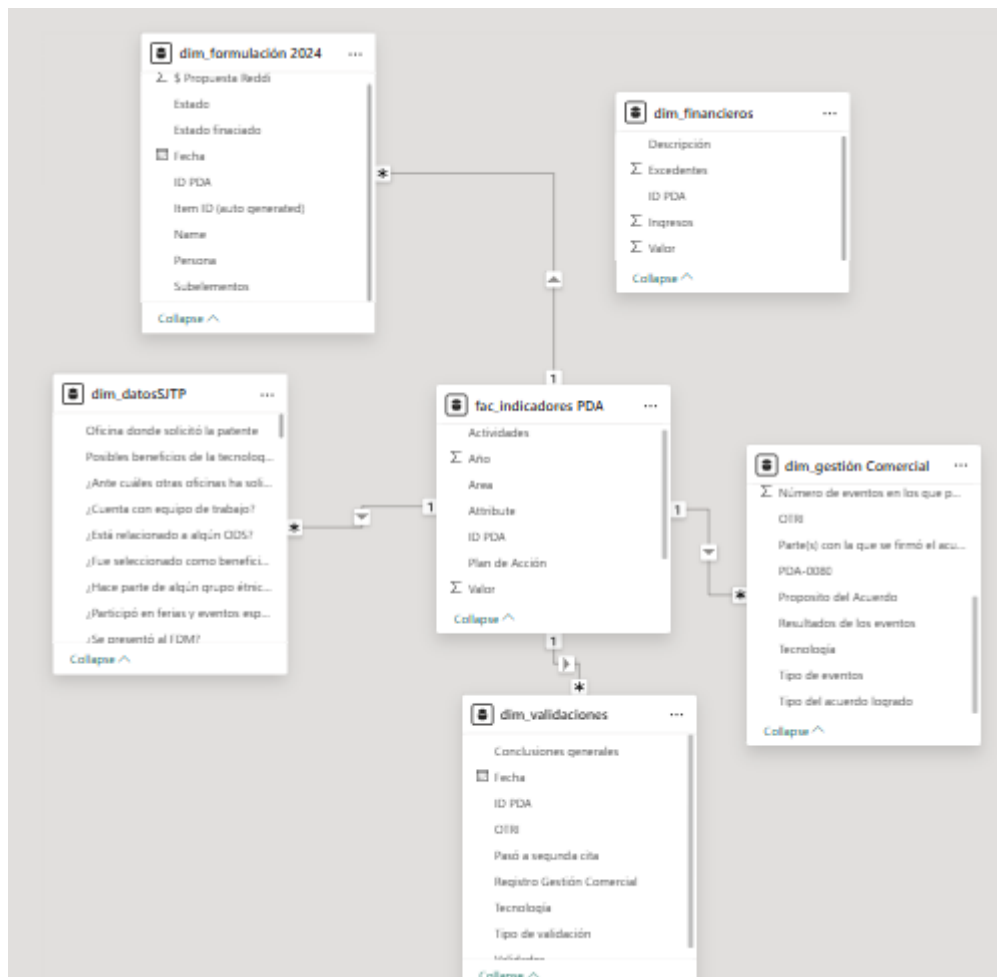 dim_formulación 2024
...
Σ $ Propuesta Reddi
Estado
Estado finaciado
Fecha
ID PDA
Item ID (auto generated)
Name
Persona
Subelementos
Collapse
dim_financieros
...
Descripción
Σ Excedentes
ID PDA
Σ Ingresos
Σ Valor
Collapse
*
1
dim_datosSJTP
...
Oficina donde solicitó la patente
Posibles beneficios de la tecnolog...
¿Ante cuáles otras oficinas ha soli...
¿Cuenta con equipo de trabajo?
¿Está relacionado a algún ODS?
¿Fue seleccionado como benefici...
¿Hace parte de algún grupo étnic...
¿Participó en ferias y eventos esp...
¿Se presentó al FDM?
Collapse
*
1
fac_indicadores PDA
...
Actividades
Σ Año
Area
Attribute
ID PDA
Plan de Acción
Σ Valor
Collapse
1
*
dim_gestión Comercial
...
Σ Número de eventos en los que p...
OTRI
Parte(s) con la que se firmó el acu...
PDA-0080
Proposito del Acuerdo
Resultados de los eventos
Tecnología
Tipo de eventos
Tipo del acuerdo logrado
Collapse
1
*
dim_validaciones
...
Conclusiones generales
Fecha
ID PDA
OTRI
Pasó a segunda cita
Registro Gestión Comercial
Tecnología
Tipo de validación
Collapse